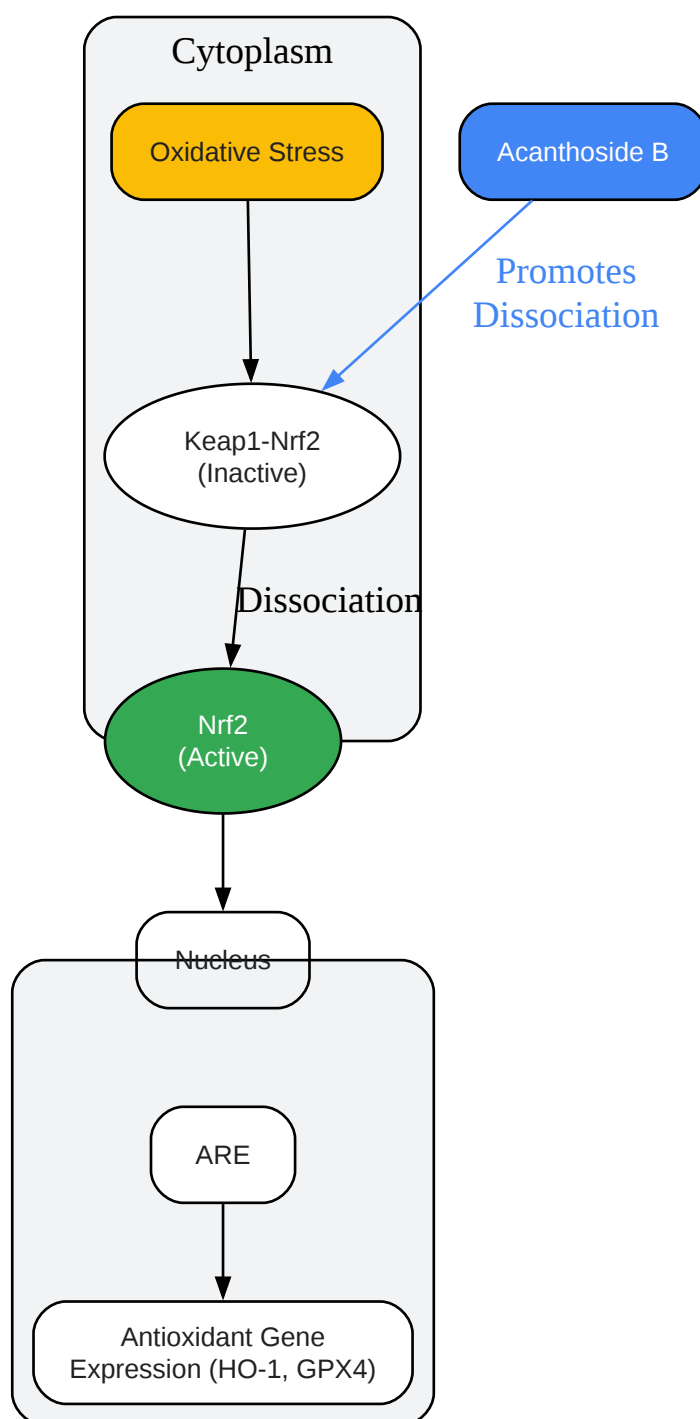 Cytoplasm
Oxidative Stress
Acanthoside B
Promotes
Dissociation
Keap1-Nrf2
(Inactive)
Dissociation
Nrf2
(Active)
Nucleus
ARE
Antioxidant Gene
Expression (HO-1, GPX4)